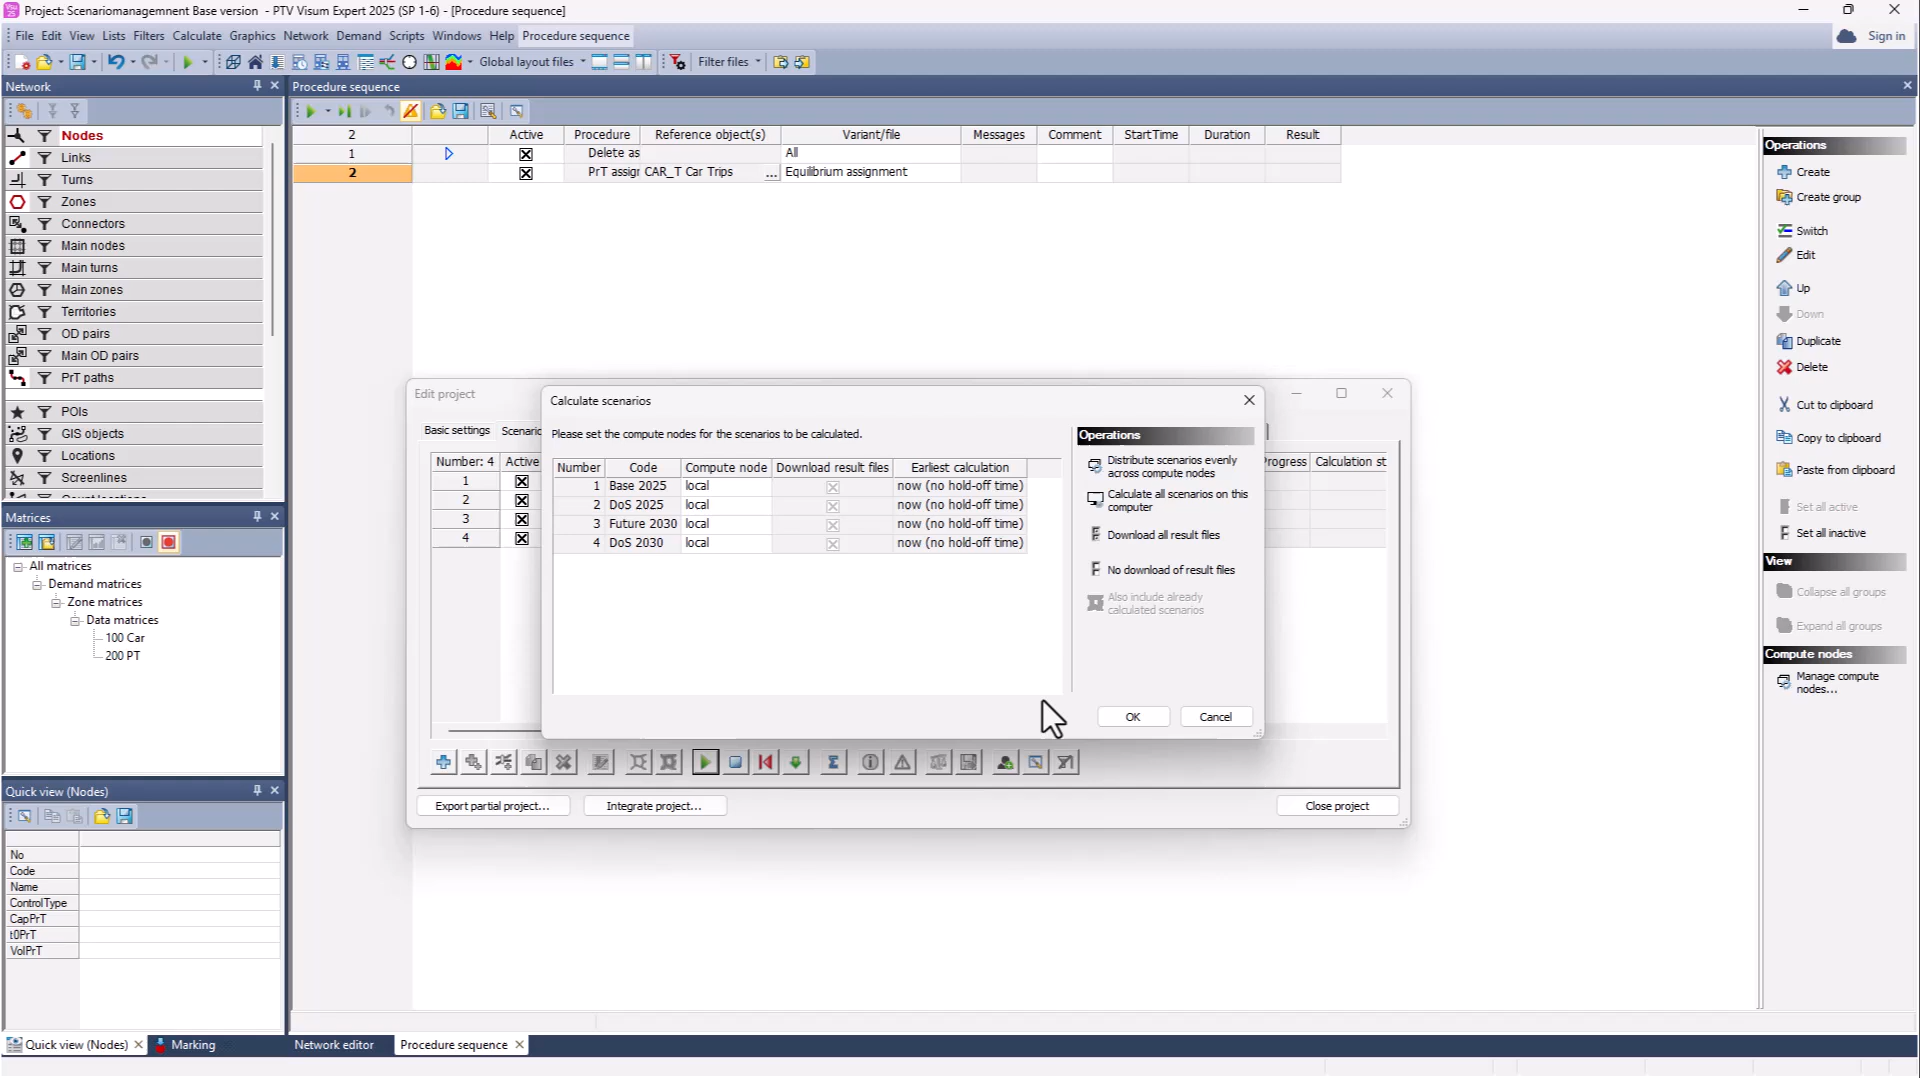 Project: Scenariomanagemnent Base version - PTV Visum Expert 2025 (SP 1-6) - [Procedure sequence]
File Edit View Lists Filters Calculate Graphics Network Demand Scripts Windows Help Procedure sequence
Sign in
Global layout files
Filter files
Network
Nodes
Links
Turns
Zones
Connectors
Main nodes
Main turns
Main zones
Territories
OD pairs
Main OD pairs
PrT paths
POIs
GIS objects
Locations
Screenlines
Matrices
All matrices
Demand matrices
Zone matrices
Data matrices
100 Car
200 PT
Quick view (Nodes)
No
Code
Name
ControlType
CapPrT
t0PrT
VolPrT
Quick view (Nodes)
Marking
Procedure sequence
2 Active Procedure Reference object(s) Variant/file Messages Comment StartTime Duration Result
1 Delete as All
2 PrT assigr CAR_T Car Trips ... Equilibrium assignment
Edit project
Basic settings Scenario
Number: 4 Active
1
2
3
4
Progress Calculation st
Calculate scenarios
Please set the compute nodes for the scenarios to be calculated.
Number Code Compute node Download result files Earliest calculation
1 Base 2025 local now (no hold-off time)
2 DoS 2025 local now (no hold-off time)
3 Future 2030 local now (no hold-off time)
4 DoS 2030 local now (no hold-off time)
Operations
Distribute scenarios evenly
across compute nodes
Calculate all scenarios on this
computer
Download all result files
No download of result files
Also include already
calculated scenarios
OK Cancel
Export partial project... Integrate project... Close project
Network editor Procedure sequence
Operations
Create
Create group
Switch
Edit
Up
Down
Duplicate
Delete
Cut to clipboard
Copy to clipboard
Paste from clipboard
Set all active
Set all inactive
View
Collapse all groups
Expand all groups
Compute nodes
Manage compute
nodes...